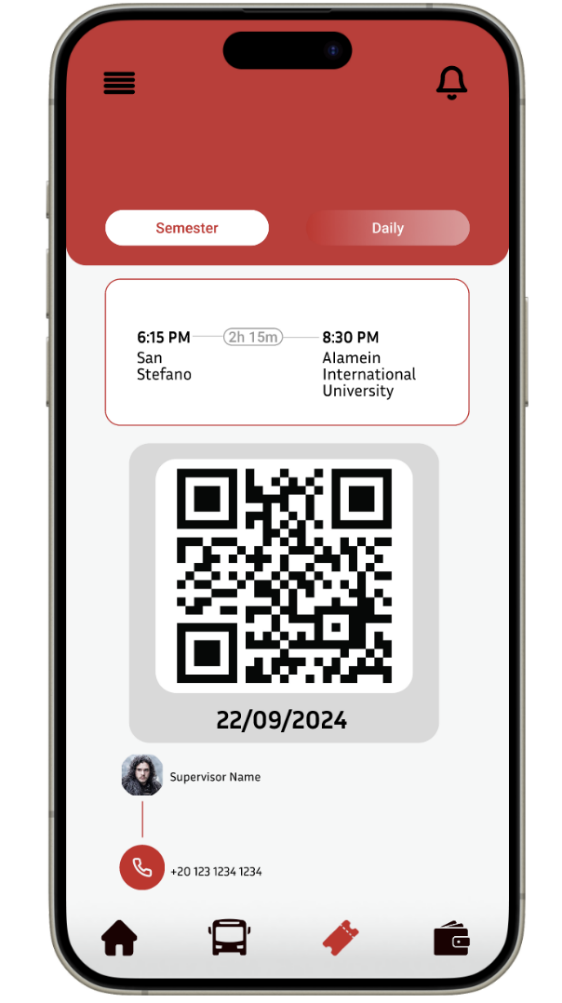 Semester
Daily
6:15 PM
2h 15m
8:30 PM
San
Stefano
Alamein
International
University
22/09/2024
Supervisor Name
+20 123 1234 1234